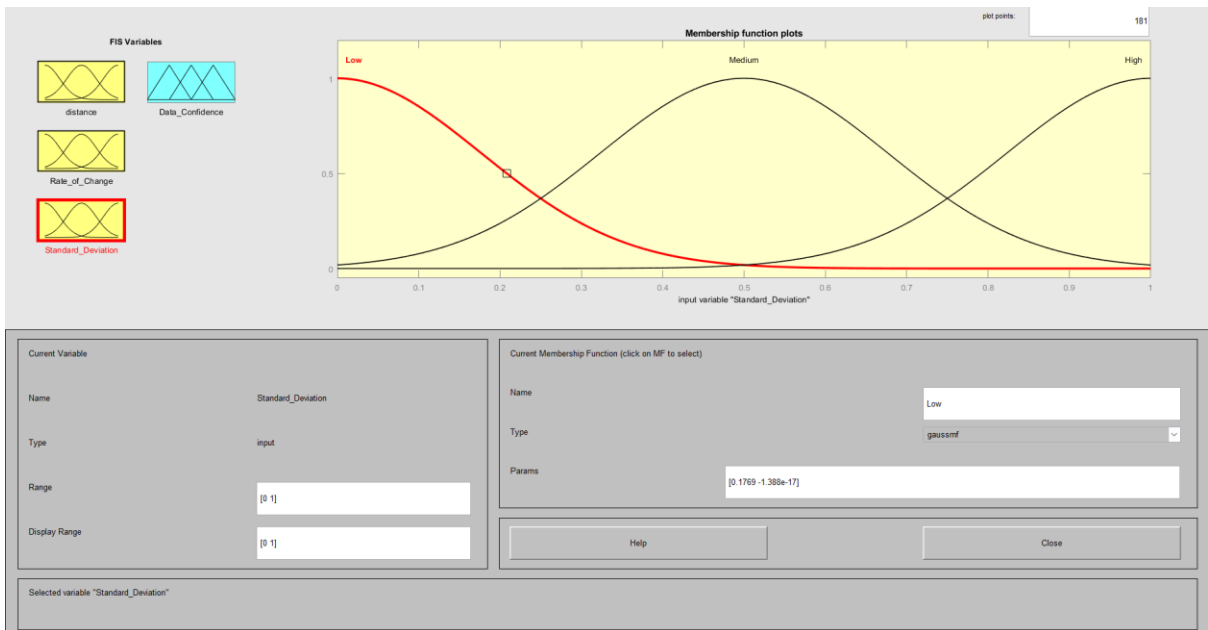 plot points:
181
FIS Variables
Membership function plots
distance
Data_Confidence
Rate_of_Change
Standard_Deviation
Low
Medium
High
1
0.5
0
0
0.1
0.2
0.3
0.4
0.5
0.6
0.7
0.8
0.9
1
input variable "Standard_Deviation"
Current Variable
Name
Standard_Deviation
Type
input
Range
[0 1]
Display Range
[0 1]
Current Membership Function (click on MF to select)
Name
Low
Type
gaussmf
Params
[0.1769 -1.388e-17]
Help
Close
Selected variable "Standard_Deviation"